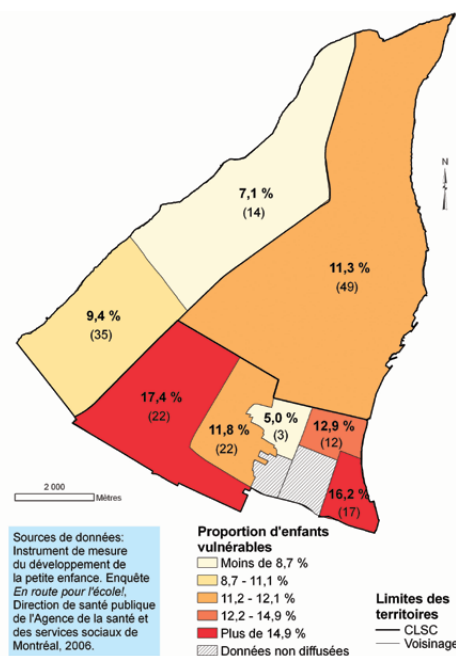 7,1 %
(14)
N
11,3 %
(49)
9,4 %
(35)
17,4 %
(22)
11,8 %
(22)
5,0 %
(3)
12,9 %
(12)
16,2 %
(17)
2 000
Mètres
Sources de données:
Instrument de mesure
du développement de
la petite enfance. Enquête
En route pour l'école!,
Direction de santé publique
de l'Agence de la santé et
des services sociaux de
Montréal, 2006.
Proportion d'enfants
vulnérables
Moins de 8,7 %
8,7 - 11,1 %
11,2 - 12,1 %
12,2 - 14,9 %
Plus de 14,9 %
Données non diffusées
Limites des
territoires
CLSC
Voisinage